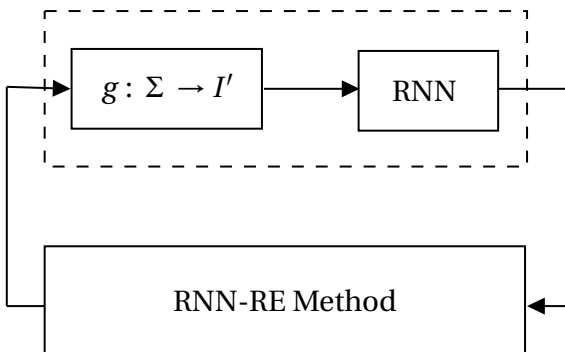 g : Σ → I′
RNN
RNN-RE Method